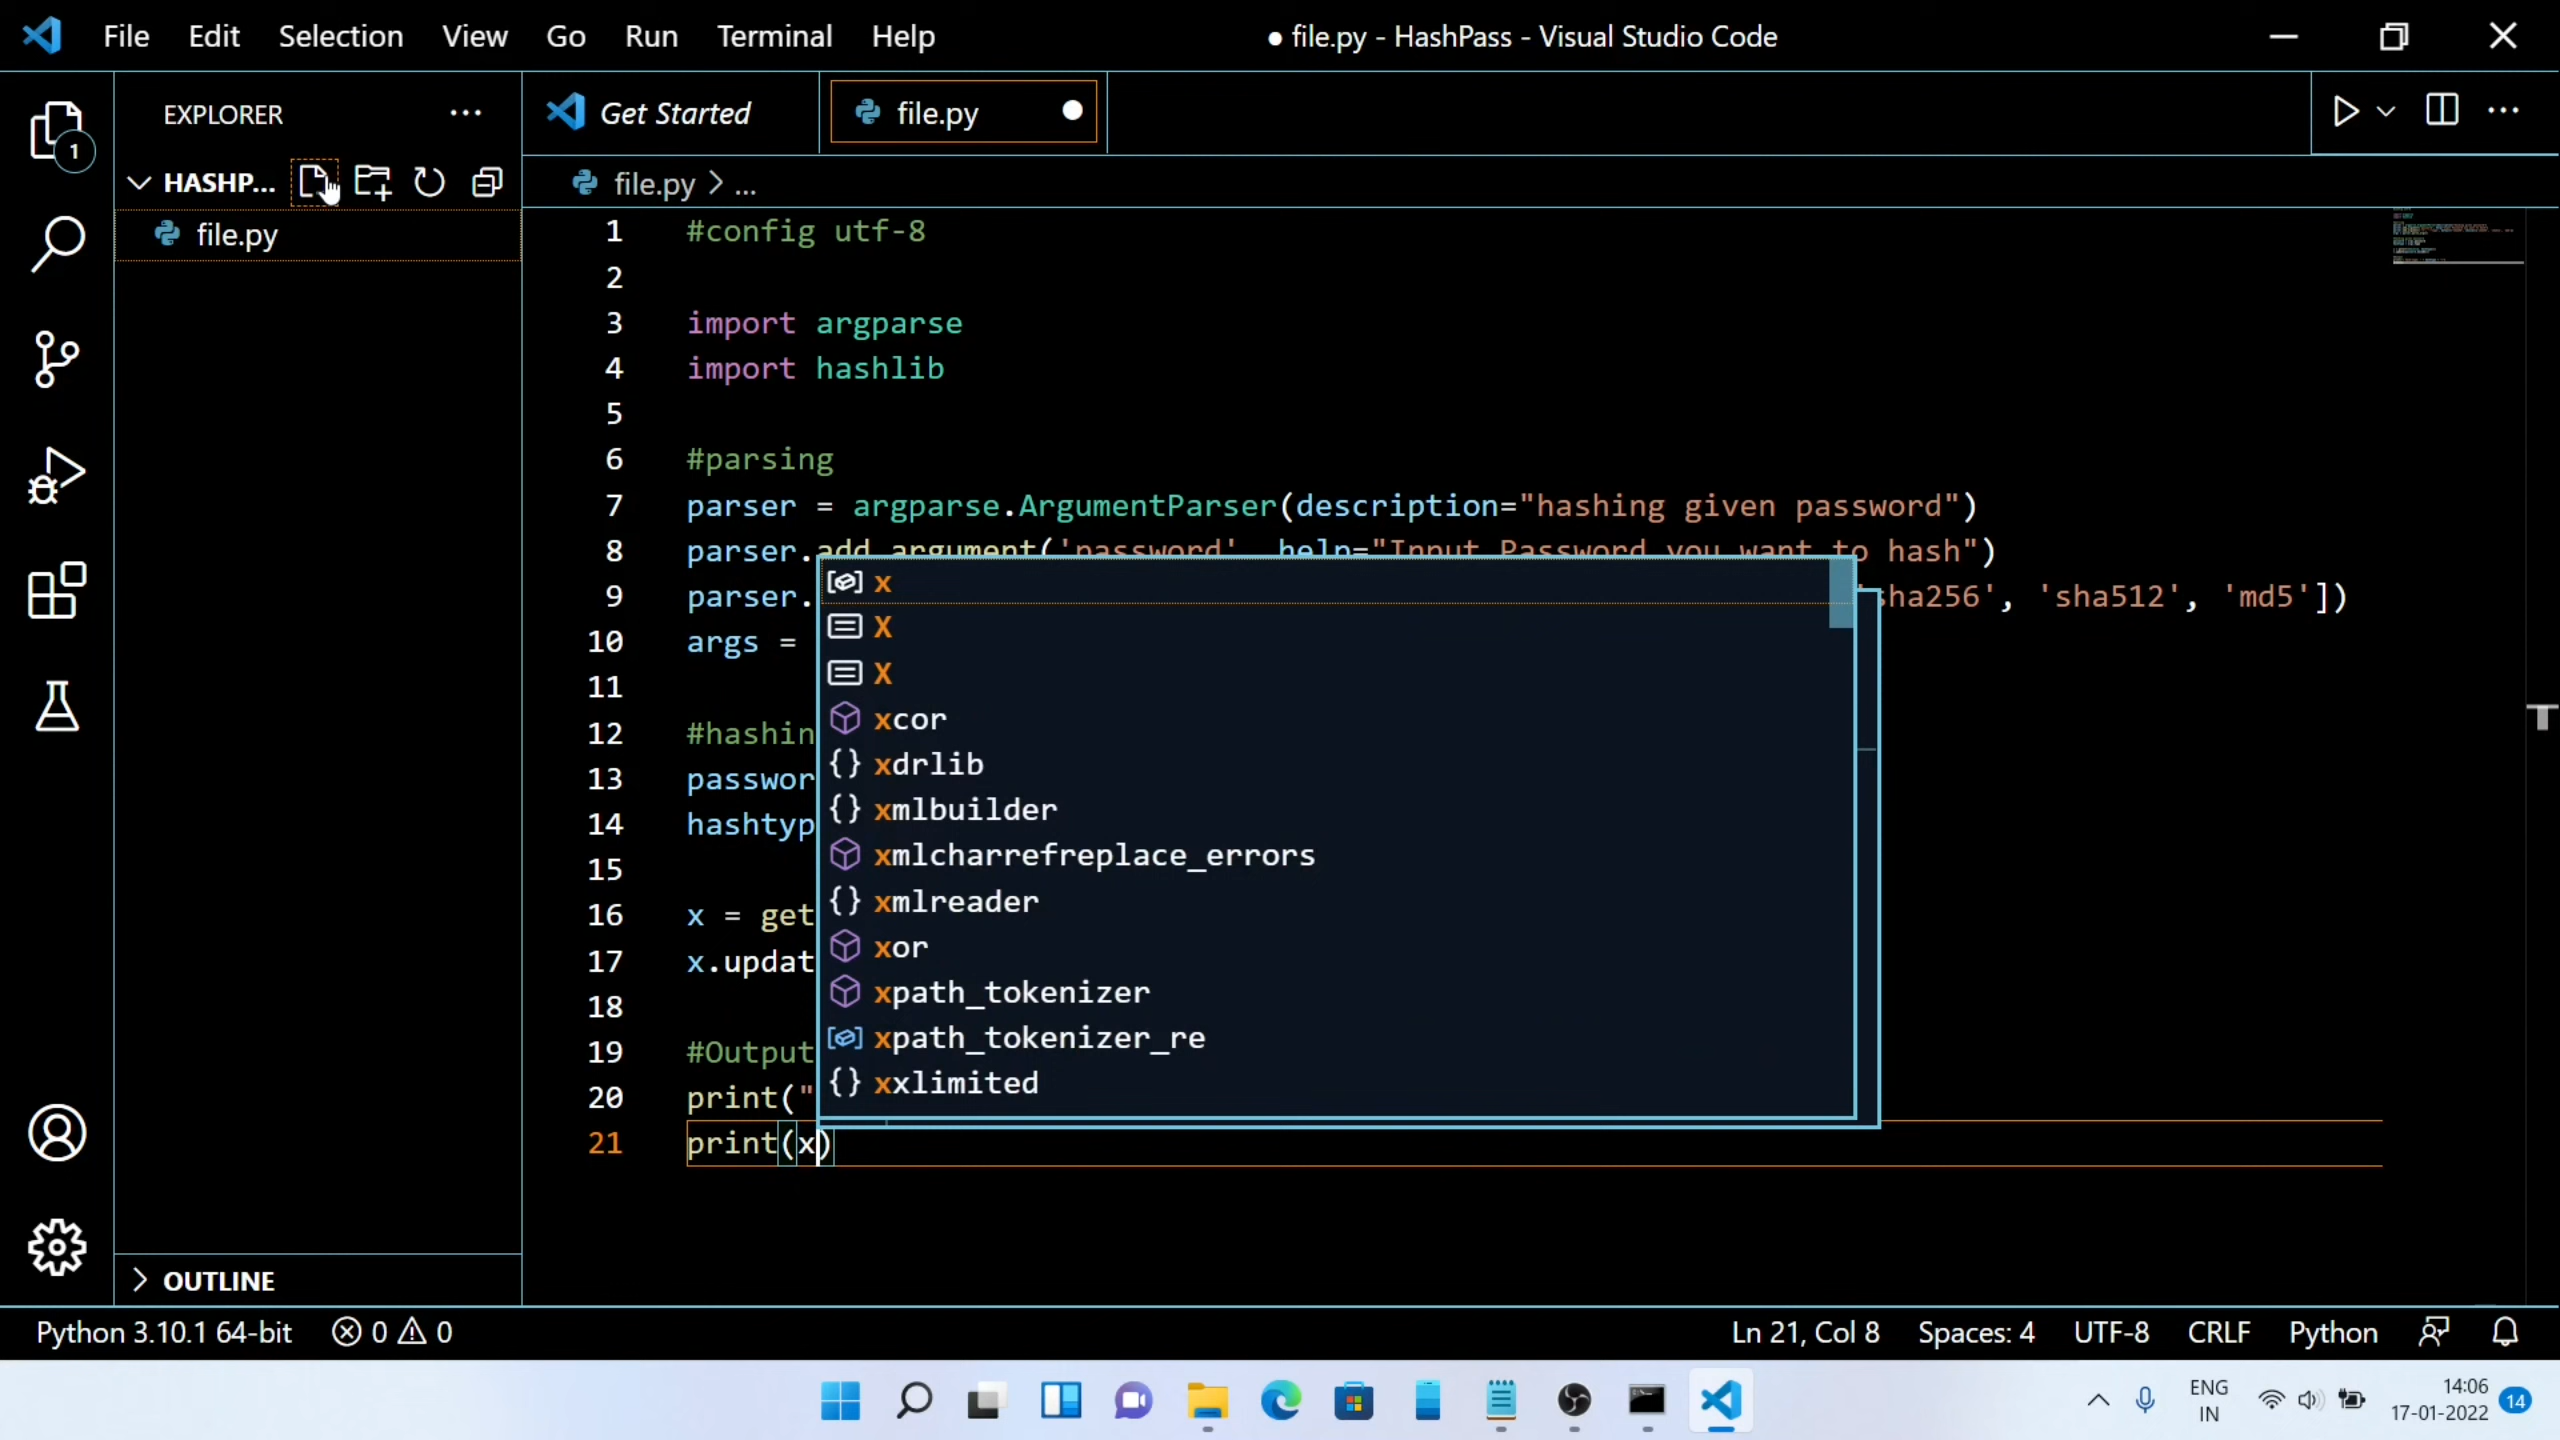 File Edit Selection View Go Run Terminal Help
● file.py - HashPass - Visual Studio Code
EXPLORER
1
HASHP...
file.py
Get Started
file.py
file.py > ...
1 #config utf-8
2
3 import argparse
4 import hashlib
5
6 #parsing
7 parser = argparse.ArgumentParser(description="hashing given password")
8 parser.add_argument('password', help="Input Password you want to hash")
9 parser. sha256', 'sha512', 'md5'])
10 args =
11
12 #hashin
13 passwor
14 hashtyp
15
16 x = get
17 x.updat
18
19 #Output
20 print("
21 print(x)
x
X
X
xcor
xdrlib
xmlbuilder
xmlcharrefreplace_errors
xmlreader
xor
xpath_tokenizer
xpath_tokenizer_re
xxlimited
OUTLINE
Python 3.10.1 64-bit 0 0
Ln 21, Col 8 Spaces: 4 UTF-8 CRLF Python
ENG
IN
14:06
17-01-2022
14